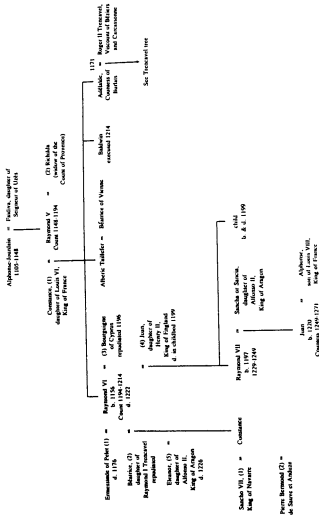 Alphonse-Jourdain = Faidiva, daughter of
1105-1148 Seigneur of Uzès
Constance, (1) = Raymond V = (2) Richilda
daughter of Louis VI, Count 1148-1194 (widow of the
King of France Count of Provence)
Ermessinde of Pelet (1) = Raymond VI = (3) Bourguigne
d. 1176 b. 1156 of Cyprus
Count 1194-1214 repudiated 1196
d. 1222
Béatrice, (2) =
daughter of
Raymond I Trencavel
repudiated
= (4) Joan,
daughter of
Henry II,
King of England
d. in childbed 1199
Eleanor, (5) =
daughter of
Alfonso II,
King of Aragon
d. 1226
Alberic Taillefer = Béatrice of Vienne
Baldwin
executed 1214
1171
Adélaïde, = Roger II Trencavel,
Countess of Viscount of Béziers
Burlats and Carcassonne
See Trencavel tree
Sancho VII, (1) = Constance
King of Navarre
Pierre Bermond (2) =
de Sauve et Anduze
Raymond VII = Sancha or Sancia,
b. 1197 daughter of
1229-1249 Alfonso II,
King of Aragon
child
b. & d. 1199
Joan = Alphonse,
b. 1220 son of Louis VIII,
Countess 1249-1271 King of France